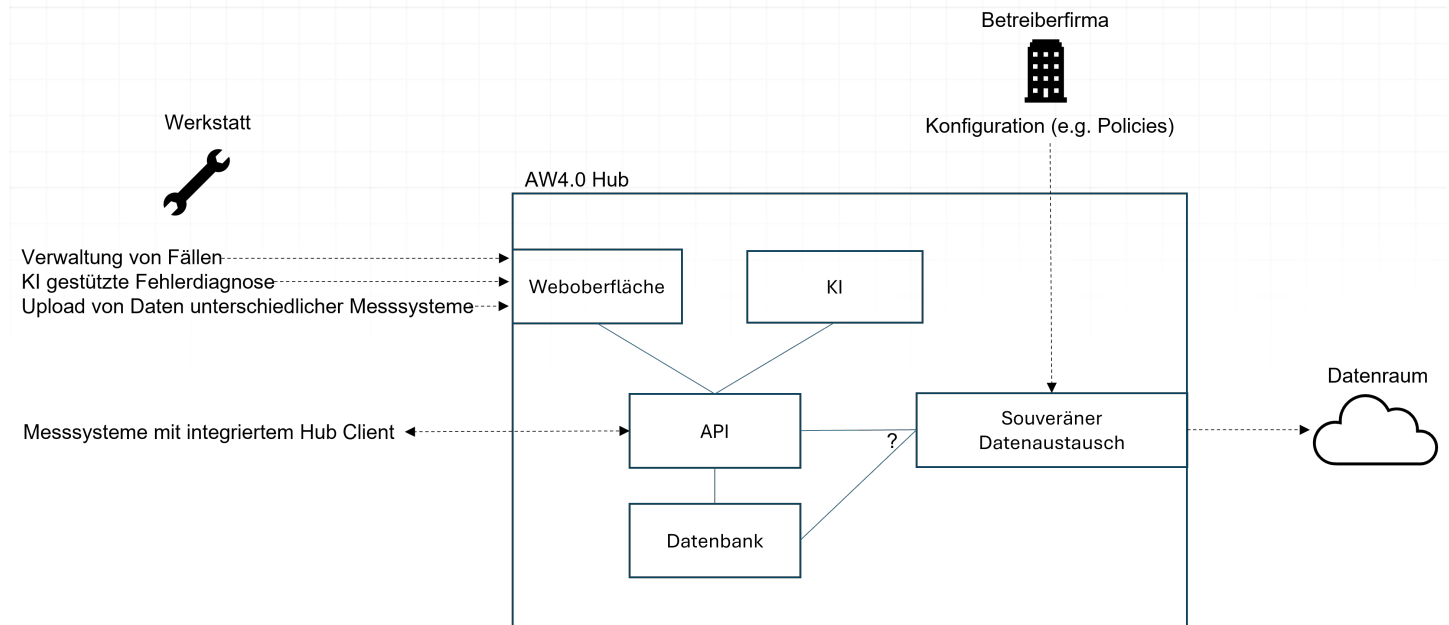 Betreiberfirma
Konfiguration (e.g. Policies)
Werkstatt
AW4.0 Hub
Verwaltung von Fällen
KI gestützte Fehlerdiagnose
Upload von Daten unterschiedlicher Messsysteme
Weboberfläche
KI
Datenraum
Messsysteme mit integriertem Hub Client
API
?
Souveräner
Datenaustausch
Datenbank